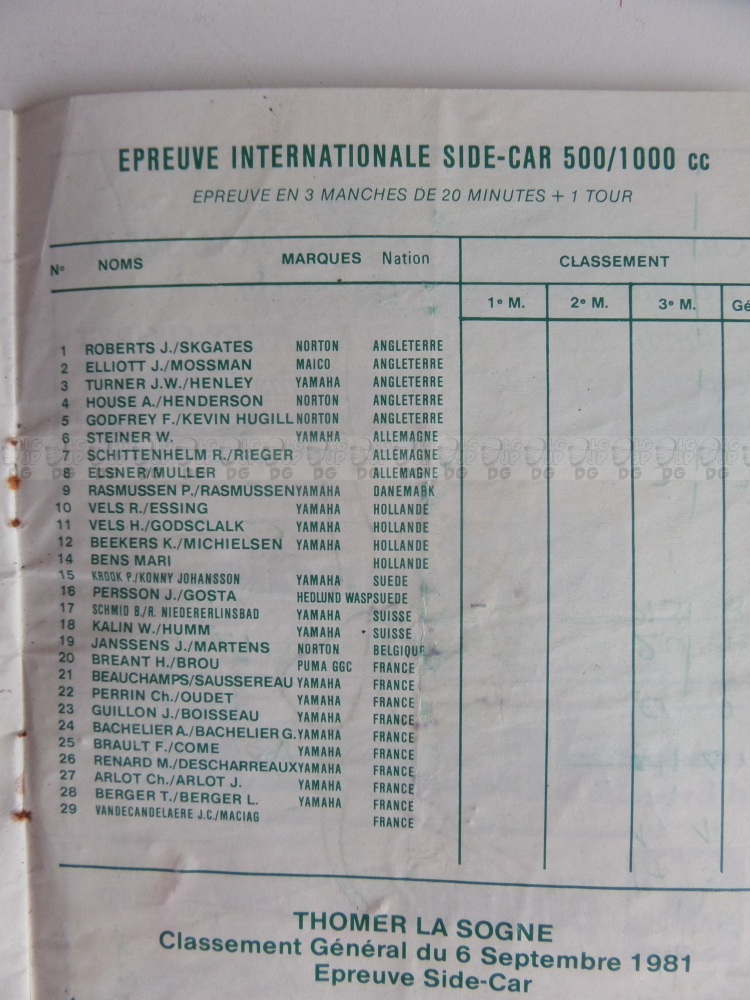 EPREUVE INTERNATIONALE SIDE-CAR 500/1000 cc
EPREUVE EN 3 MANCHES DE 20 MINUTES + 1 TOUR
N° NOMS MARQUES Nation CLASSEMENT
1e M. 2e M. 3e M. Gé
1 ROBERTS J./SKGATES NORTON ANGLETERRE
2 ELLIOTT J./MOSSMAN MAICO ANGLETERRE
3 TURNER J.W./HENLEY YAMAHA ANGLETERRE
4 HOUSE A./HENDERSON NORTON ANGLETERRE
5 GODFREY F./KEVIN HUGILL NORTON ANGLETERRE
6 STEINER W. YAMAHA ALLEMAGNE
7 SCHITTENHELM R./RIEGER ALLEMAGNE
8 ELSNER/MULLER ALLEMAGNE
9 RASMUSSEN P./RASMUSSEN YAMAHA DANEMARK
10 VELS R./ESSING YAMAHA HOLLANDE
11 VELS H./GODSCLALK YAMAHA HOLLANDE
12 BEEKERS K./MICHIELSEN YAMAHA HOLLANDE
14 BENS MARI HOLLANDE
15 KROOK P./KONNY JOHANSSON YAMAHA SUEDE
16 PERSSON J./GOSTA HEDLUND WASP SUEDE
17 SCHMID B./R. NIEDERERLINSBAD YAMAHA SUISSE
18 KALIN W./HUMM YAMAHA SUISSE
19 JANSSENS J./MARTENS NORTON BELGIQUE
20 BREANT H./BROU PUMA GGC FRANCE
21 BEAUCHAMPS/SAUSSEREAU YAMAHA FRANCE
22 PERRIN Ch./OUDET YAMAHA FRANCE
23 GUILLON J./BOISSEAU YAMAHA FRANCE
24 BACHELIER A./BACHELIER G. YAMAHA FRANCE
25 BRAULT F./COME YAMAHA FRANCE
26 RENARD M./DESCHARREAUX YAMAHA FRANCE
27 ARLOT Ch./ARLOT J. YAMAHA FRANCE
28 BERGER T./BERGER L. YAMAHA FRANCE
29 VANDECANDELAERE J.C./MACIAG FRANCE
THOMER LA SOGNE
Classement Général du 6 Septembre 1981
Epreuve Side-Car